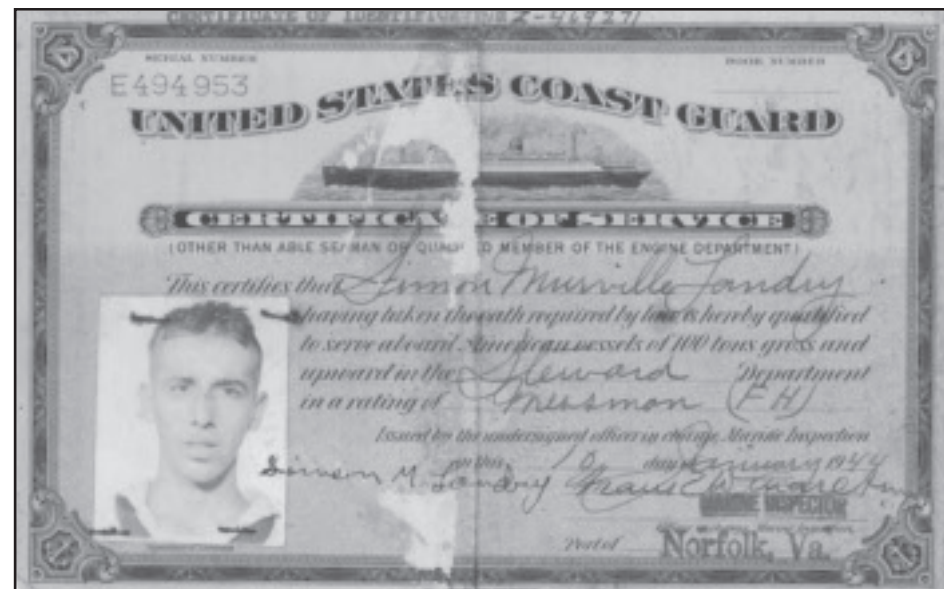 CERTIFICATE OF IDENTIFICATION Z-469271
SERIAL NUMBER
BOOK NUMBER
E494953
UNITED STATES COAST GUARD
CERTIFICATE OF SERVICE
(OTHER THAN ABLE SEAMAN OR QUALIFIED MEMBER OF THE ENGINE DEPARTMENT)
This certifies that Simon Murville Landry
having taken the oath required by law is hereby qualified
to serve aboard American vessels of 100 tons gross and
upward in the Steward Department
in a rating of Messman (FH)
Issued by the undersigned officer in charge, Marine Inspection
on this 10 day January 1944
Simon M. Landry
MARINE INSPECTOR
Port of Norfolk, Va.